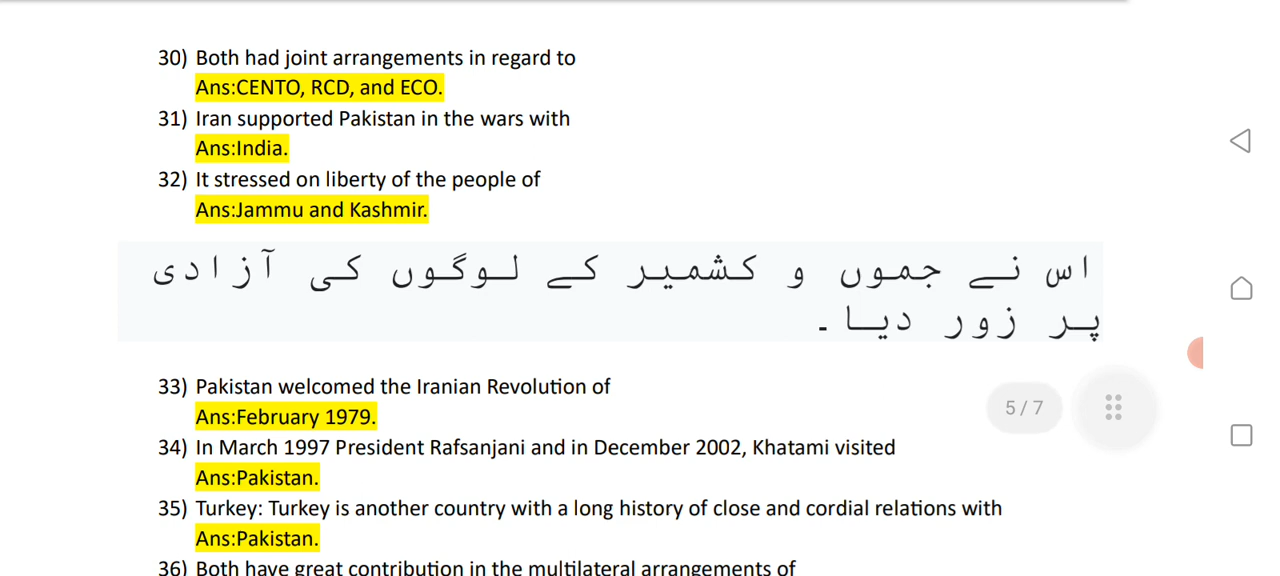 30) Both had joint arrangements in regard to
Ans:CENTO, RCD, and ECO.
31) Iran supported Pakistan in the wars with
Ans:India.
32) It stressed on liberty of the people of
Ans:Jammu and Kashmir.
اس نے جموں و کشمیر کے لوگوں کی آزادی
پر زور دیا۔
33) Pakistan welcomed the Iranian Revolution of
Ans:February 1979.
5/7
34) In March 1997 President Rafsanjani and in December 2002, Khatami visited
Ans:Pakistan.
35) Turkey: Turkey is another country with a long history of close and cordial relations with
Ans:Pakistan.
36) Both have great contribution in the multilateral arrangements of